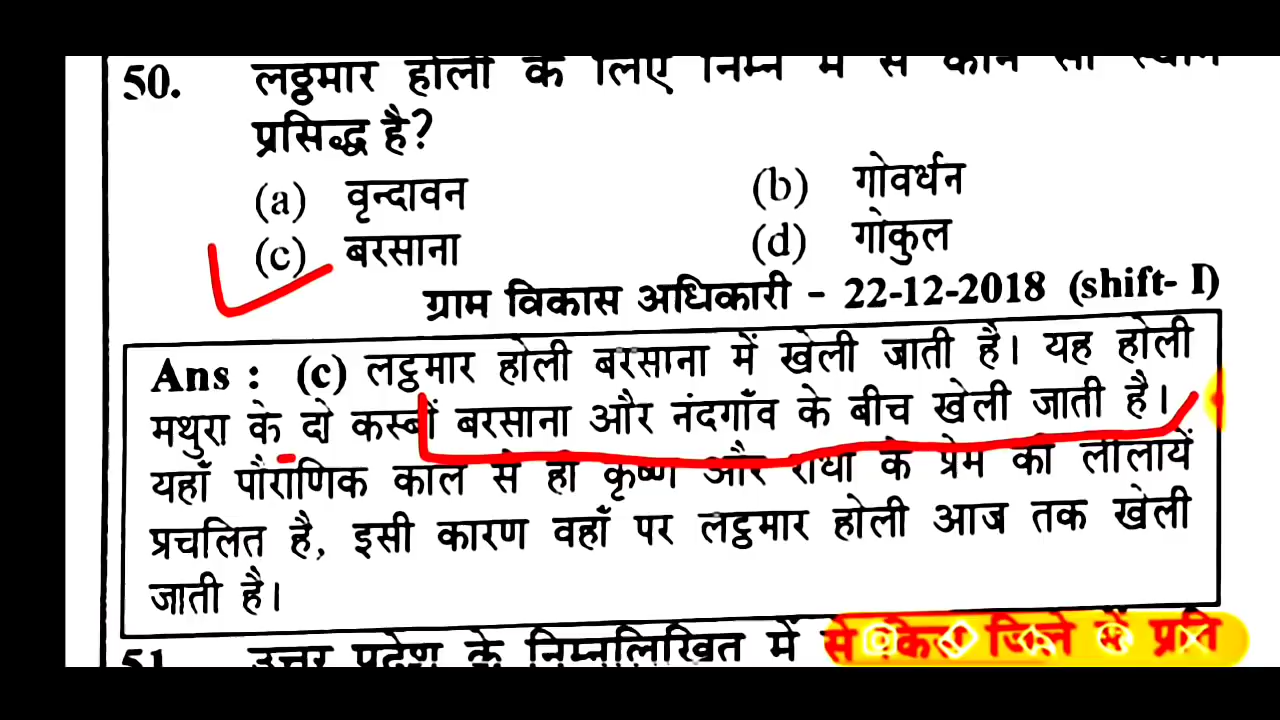 50. लठ्ठमार होली के लिए निम्न में से कौन सा स्थान
प्रसिद्ध है?
(a) वृन्दावन (b) गोवर्धन
(c) बरसाना (d) गोकुल
ग्राम विकास अधिकारी - 22-12-2018 (shift- I)
Ans : (c) लट्ठमार होली बरसाना में खेली जाती है। यह होली
मथुरा के दो कस्बों बरसाना और नंदगाँव के बीच खेली जाती है।
यहाँ पौराणिक काल से ही कृष्ण और राधा के प्रेम की लीलायें
प्रचलित है, इसी कारण वहाँ पर लट्ठमार होली आज तक खेली
जाती है।
51. उत्तर प्रदेश के निम्नलिखित में से किस जिले में प्रति